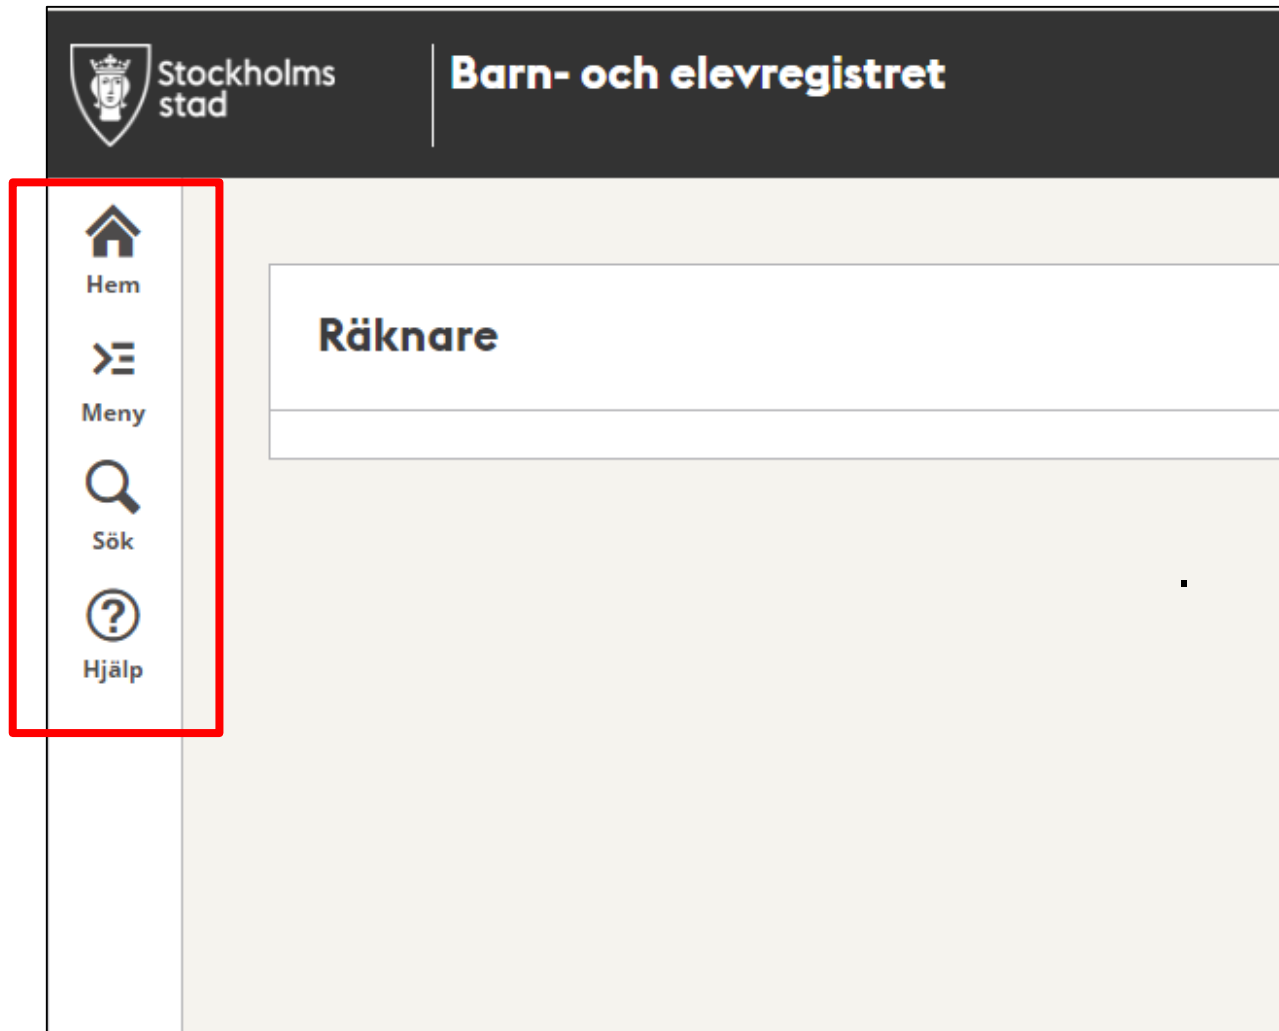 Stockholms
stad
Barn- och elevregistret
Hem
Meny
Sök
Hjälp
Räknare